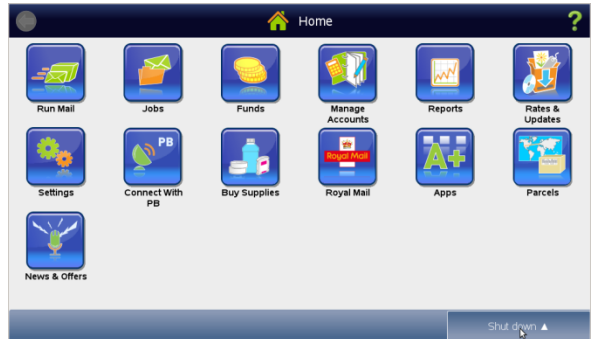 Home
?
Run Mail
Jobs
Funds
Manage
Accounts
Reports
Rates &
Updates
PB
Royal Mail
A+
Settings
Connect With
PB
Buy Supplies
Royal Mail
Apps
Parcels
News & Offers
Shut down ▲